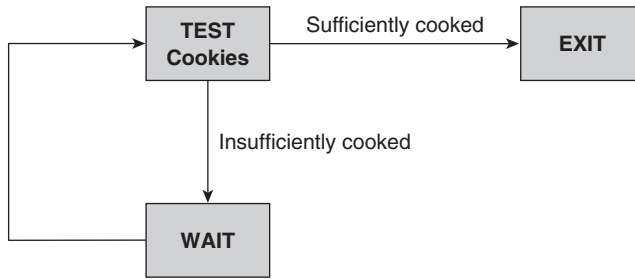 TEST
Cookies
Sufficiently cooked
EXIT
Insufficiently cooked
WAIT